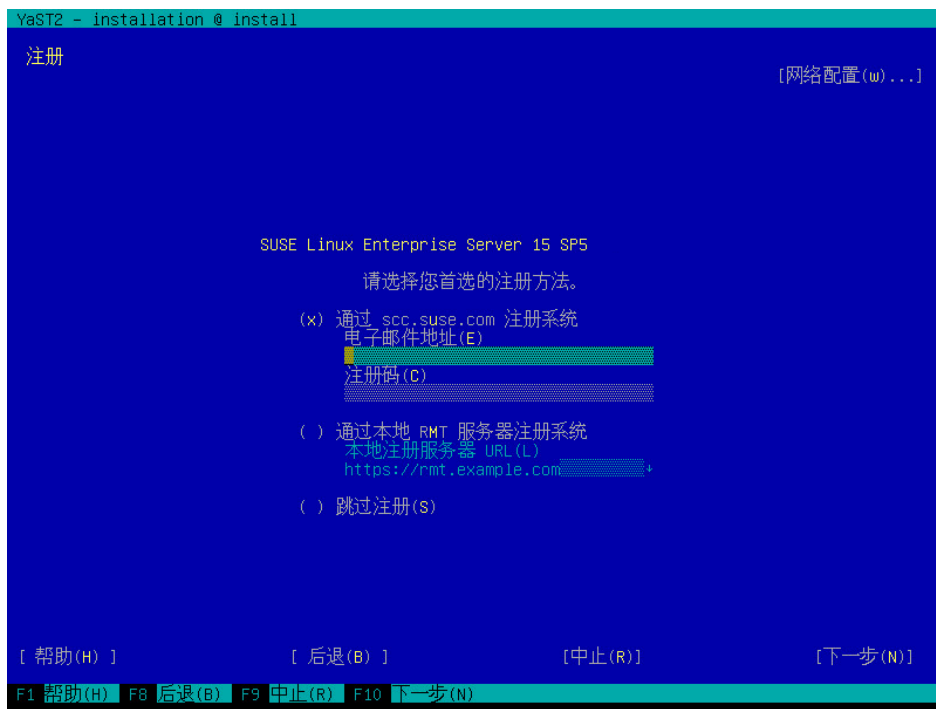 YaST2 - installation @ install
注册
[网络配置(w)...]
SUSE Linux Enterprise Server 15 SP5
请选择您首选的注册方法。
(x) 通过 scc.suse.com 注册系统
电子邮件地址(E)
注册码(C)
( ) 通过本地 RMT 服务器注册系统
本地注册服务器 URL(L)
https://rmt.example.com
( ) 跳过注册(S)
[ 帮助(H) ] [ 后退(B) ] [中止(R)] [下一步(N)]
F1 帮助(H) F8 后退(B) F9 中止(R) F10 下一步(N)